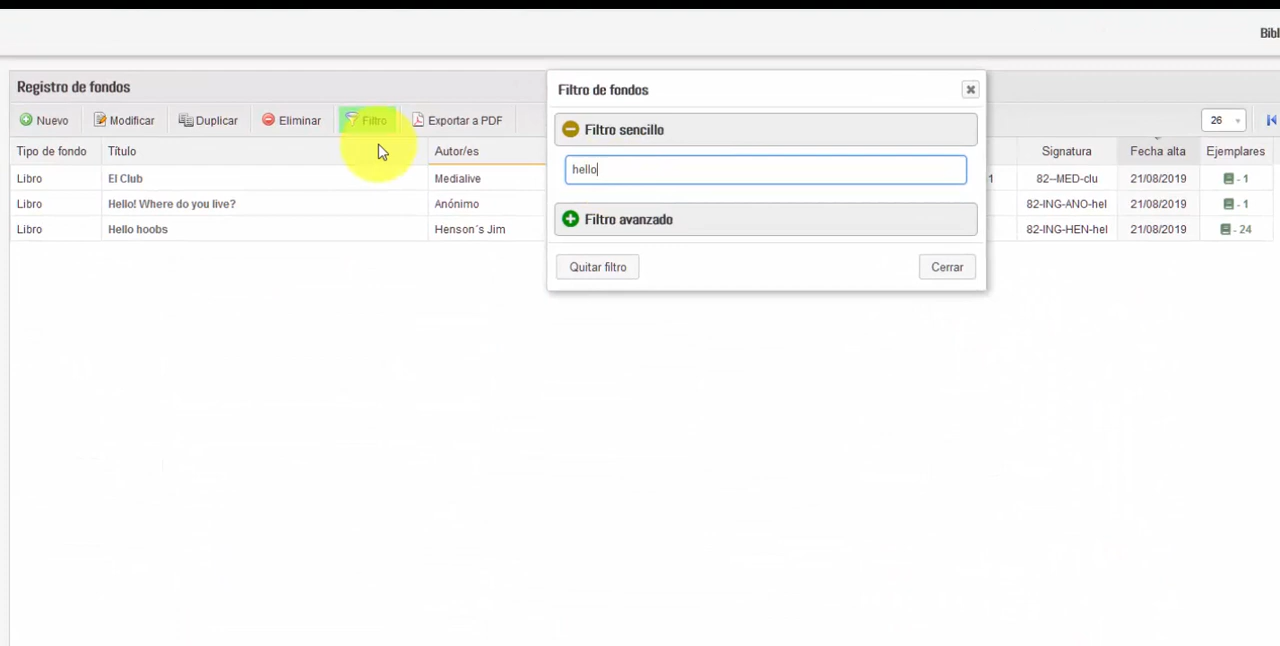 Bibl
Registro de fondos
Nuevo Modificar Duplicar Eliminar Filtro Exportar a PDF 26
Tipo de fondo Título Autor/es Signatura Fecha alta Ejemplares
Libro El Club Medialive 1 82--MED-clu 21/08/2019 - 1
Libro Hello! Where do you live? Anónimo 82-ING-ANO-hel 21/08/2019 - 1
Libro Hello hoobs Henson´s Jim 82-ING-HEN-hel 21/08/2019 - 24
Filtro de fondos
Filtro sencillo
hello
Filtro avanzado
Quitar filtro Cerrar